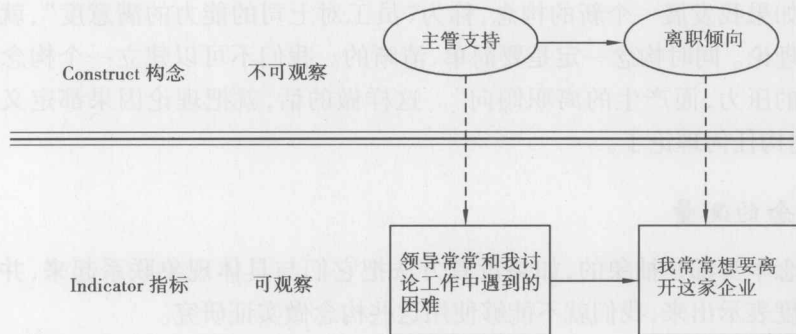 主管支持
离职倾向
Construct 构念
不可观察
Indicator 指标
可观察
领导常常和我讨
论工作中遇到的
困难
我常常想要离
开这家企业